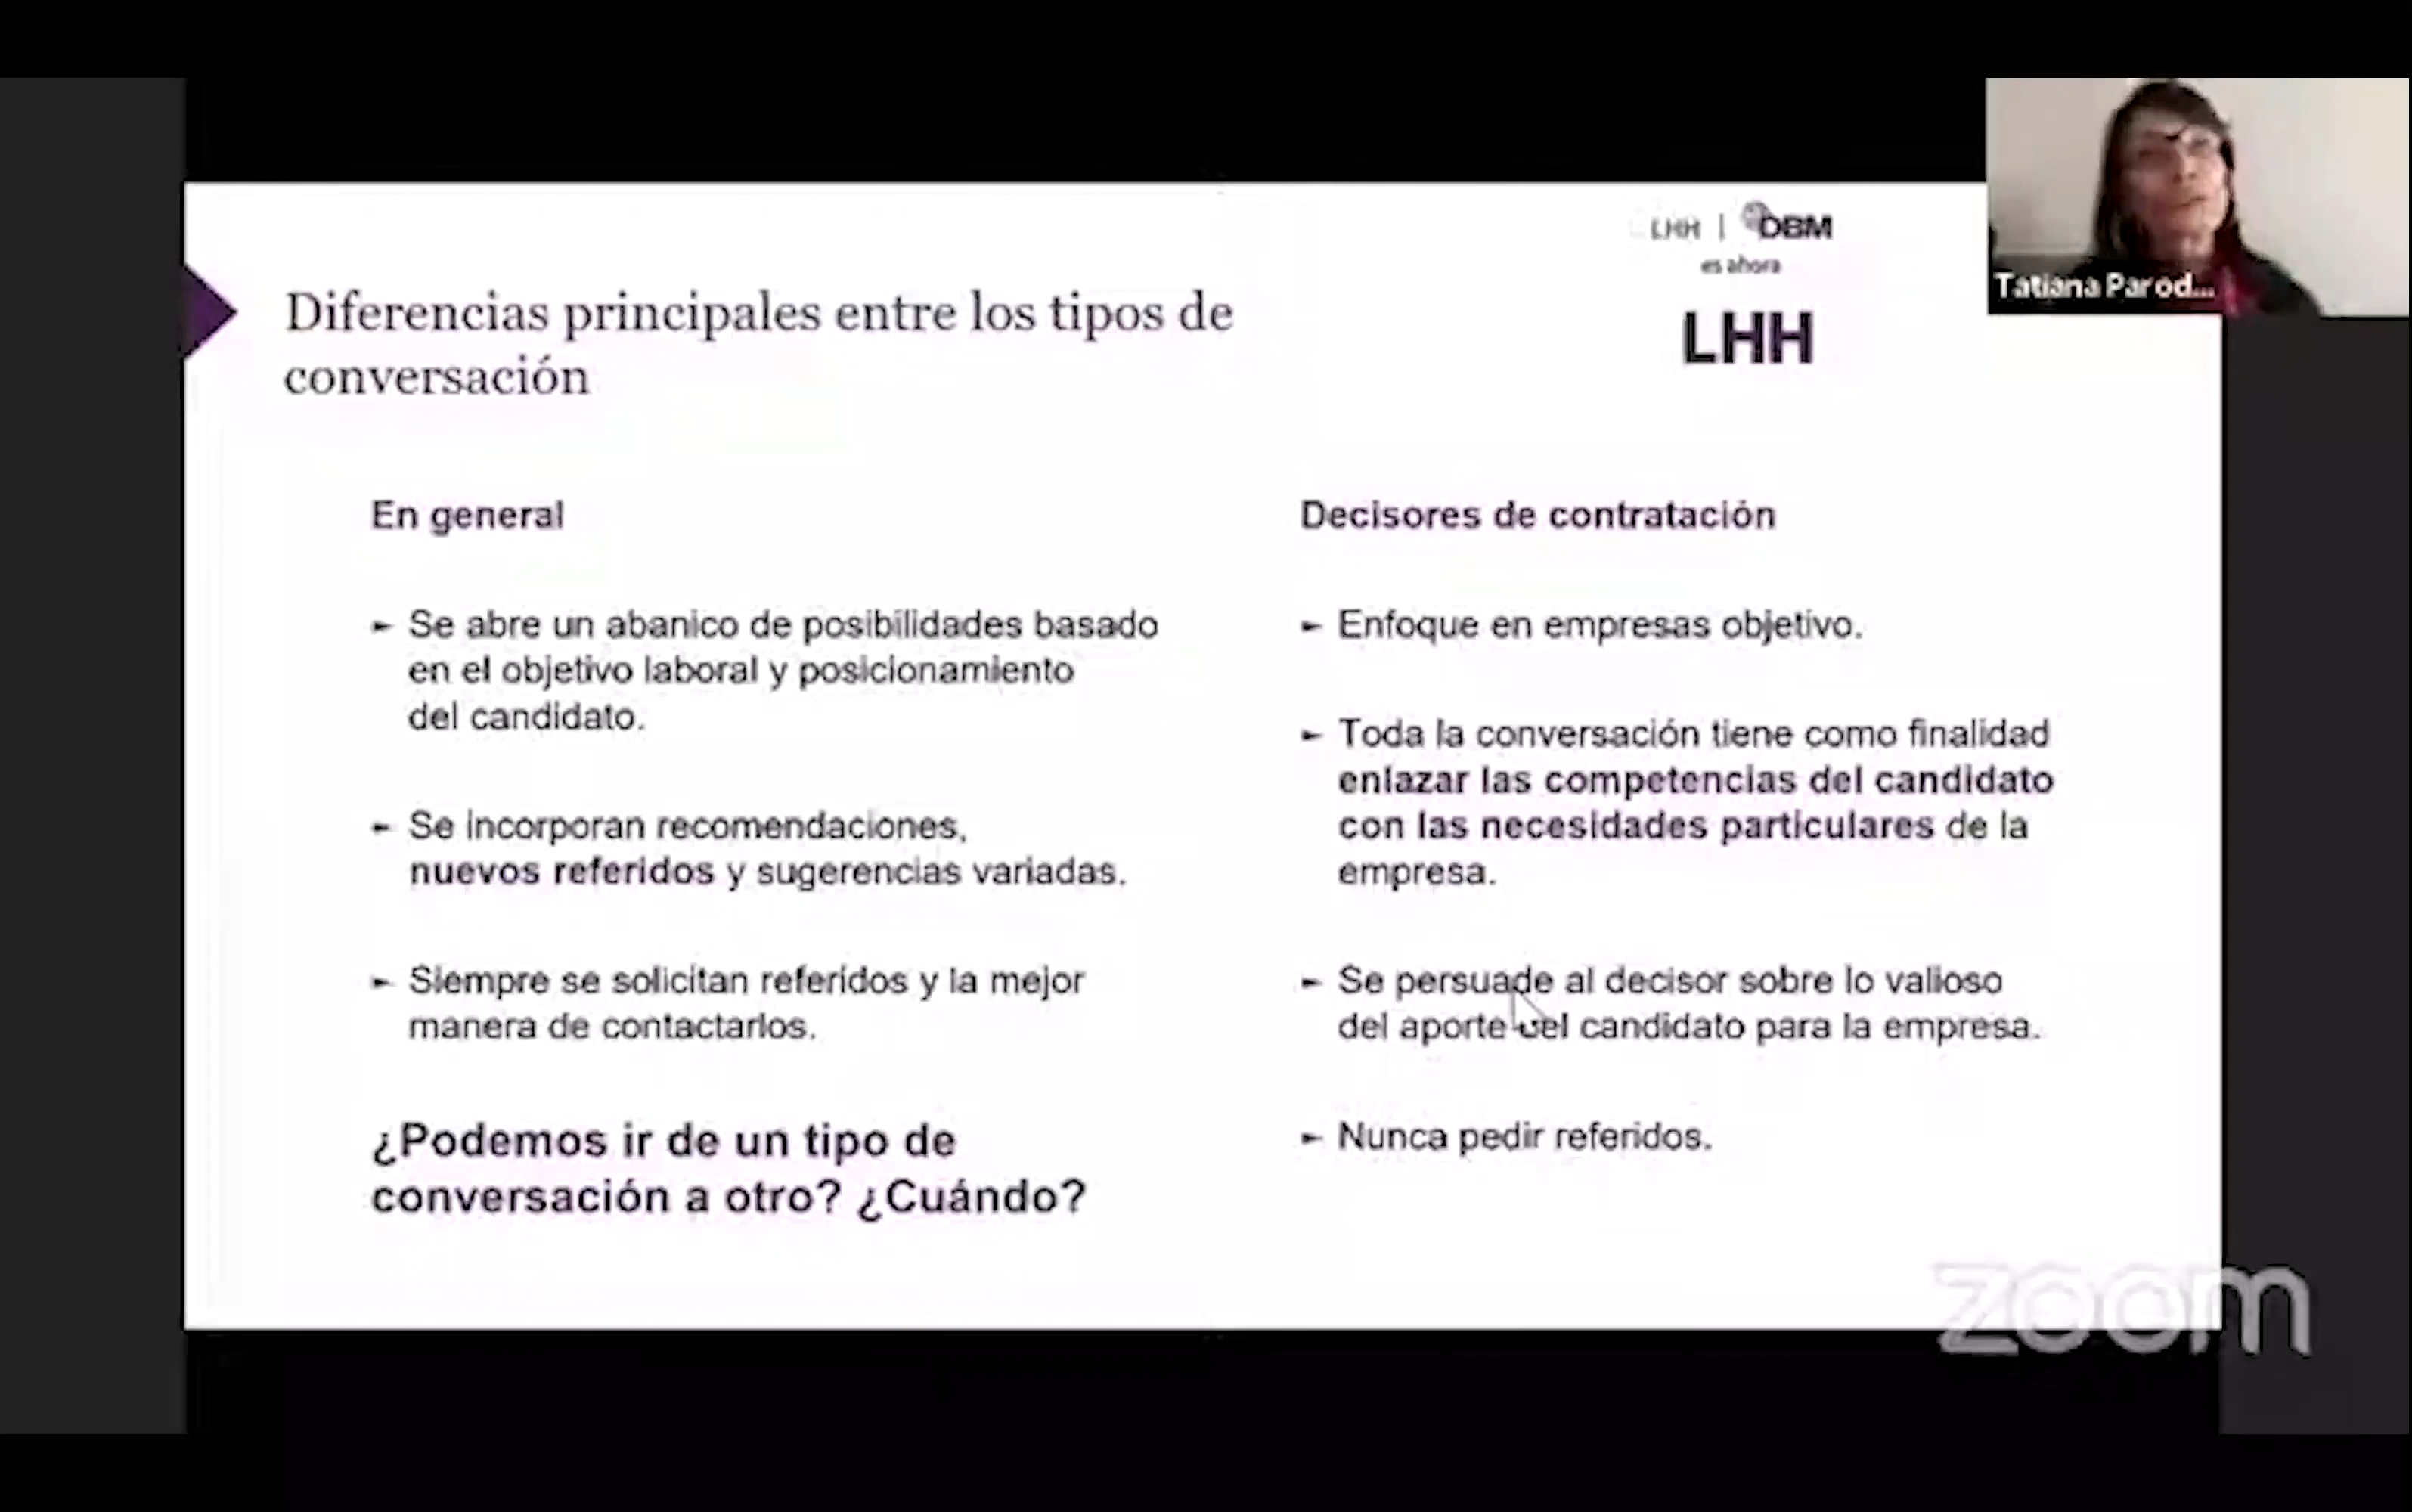 LHH | DBM
es ahora
LHH
Tatiana Parod...
Diferencias principales entre los tipos de
conversación
En general
► Se abre un abanico de posibilidades basado
en el objetivo laboral y posicionamiento
del candidato.
► Se incorporan recomendaciones,
nuevos referidos y sugerencias variadas.
► Siempre se solicitan referidos y la mejor
manera de contactarlos.
¿Podemos ir de un tipo de
conversación a otro? ¿Cuándo?
Decisores de contratación
► Enfoque en empresas objetivo.
► Toda la conversación tiene como finalidad
enlazar las competencias del candidato
con las necesidades particulares de la
empresa.
► Se persuade al decisor sobre lo valioso
del aporte del candidato para la empresa.
► Nunca pedir referidos.
zoom